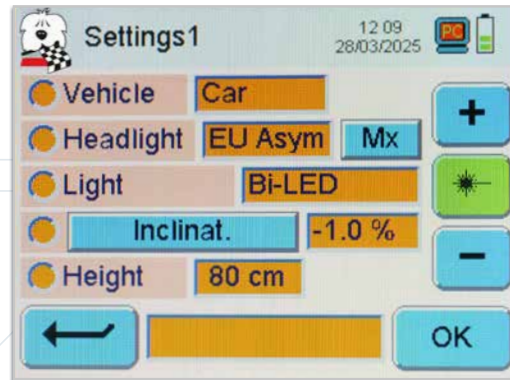 Settings1
12 09
28/03/2025
PC
Vehicle Car
Headlight EU Asym Mx
Light Bi-LED
Inclinat. -1.0 %
Height 80 cm
+
-
OK